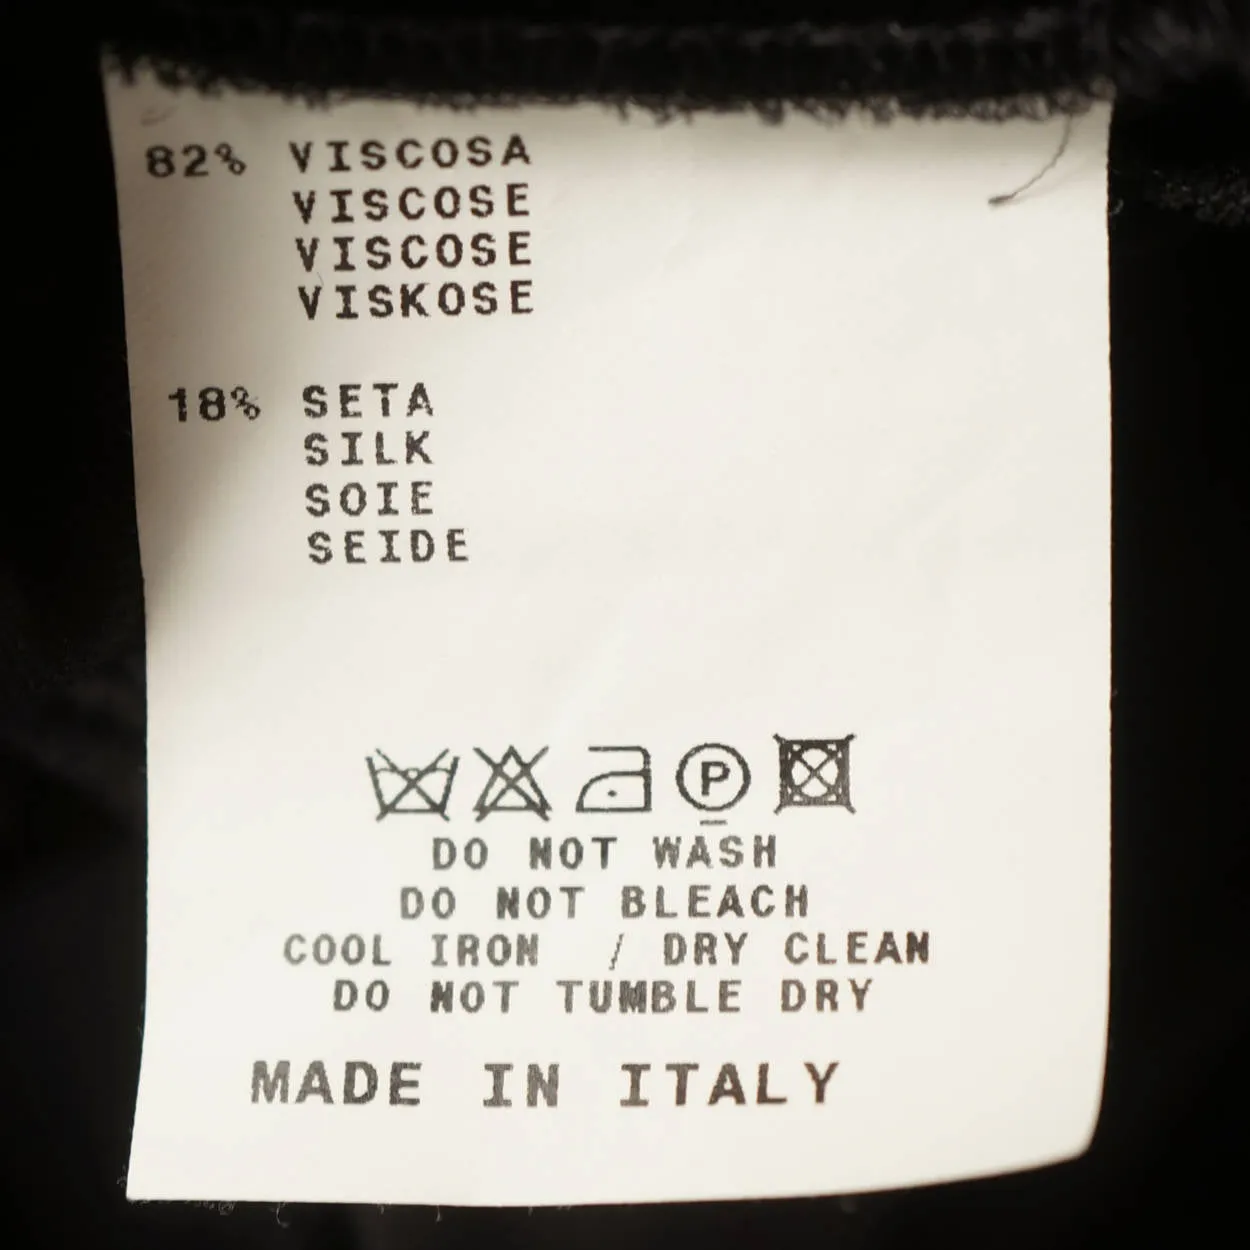 82% VISCOSA
VISCOSE
VISCOSE
VISKOSE
18% SETA
SILK
SOIE
SEIDE
P
DO NOT WASH
DO NOT BLEACH
COOL IRON / DRY CLEAN
DO NOT TUMBLE DRY
MADE IN ITALY